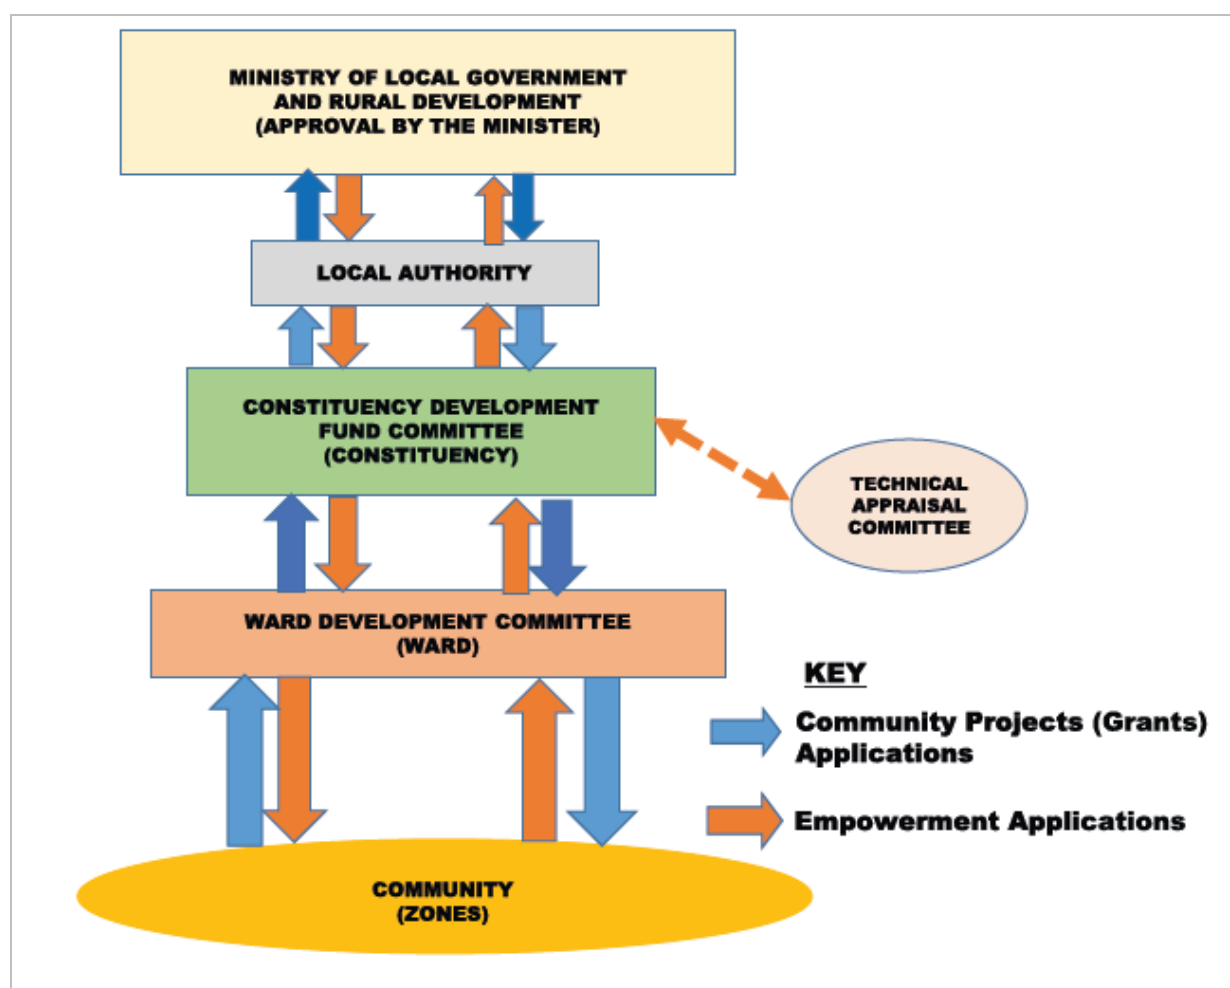 MINISTRY OF LOCAL GOVERNMENT
AND RURAL DEVELOPMENT
(APPROVAL BY THE MINISTER)
LOCAL AUTHORITY
CONSTITUENCY DEVELOPMENT
FUND COMMITTEE
(CONSTITUENCY)
TECHNICAL
APPRAISAL
COMMITTEE
WARD DEVELOPMENT COMMITTEE
(WARD)
KEY
Community Projects (Grants)
Applications
Empowerment Applications
COMMUNITY
(ZONES)